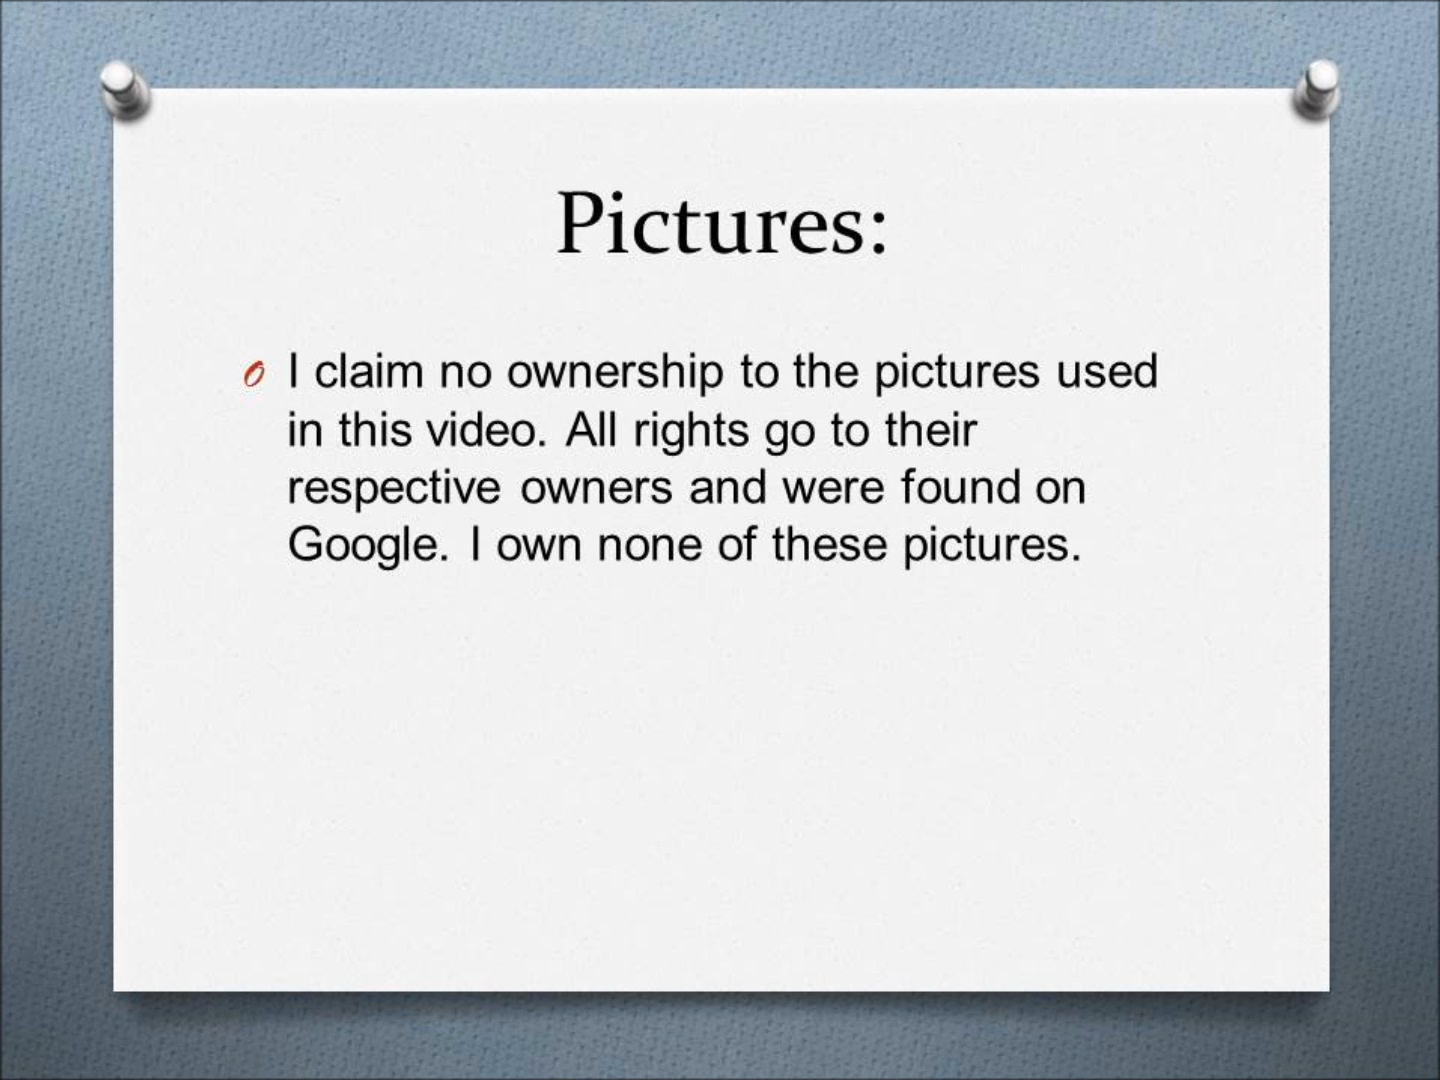 Pictures:
I claim no ownership to the pictures used
in this video. All rights go to their
respective owners and were found on
Google. I own none of these pictures.